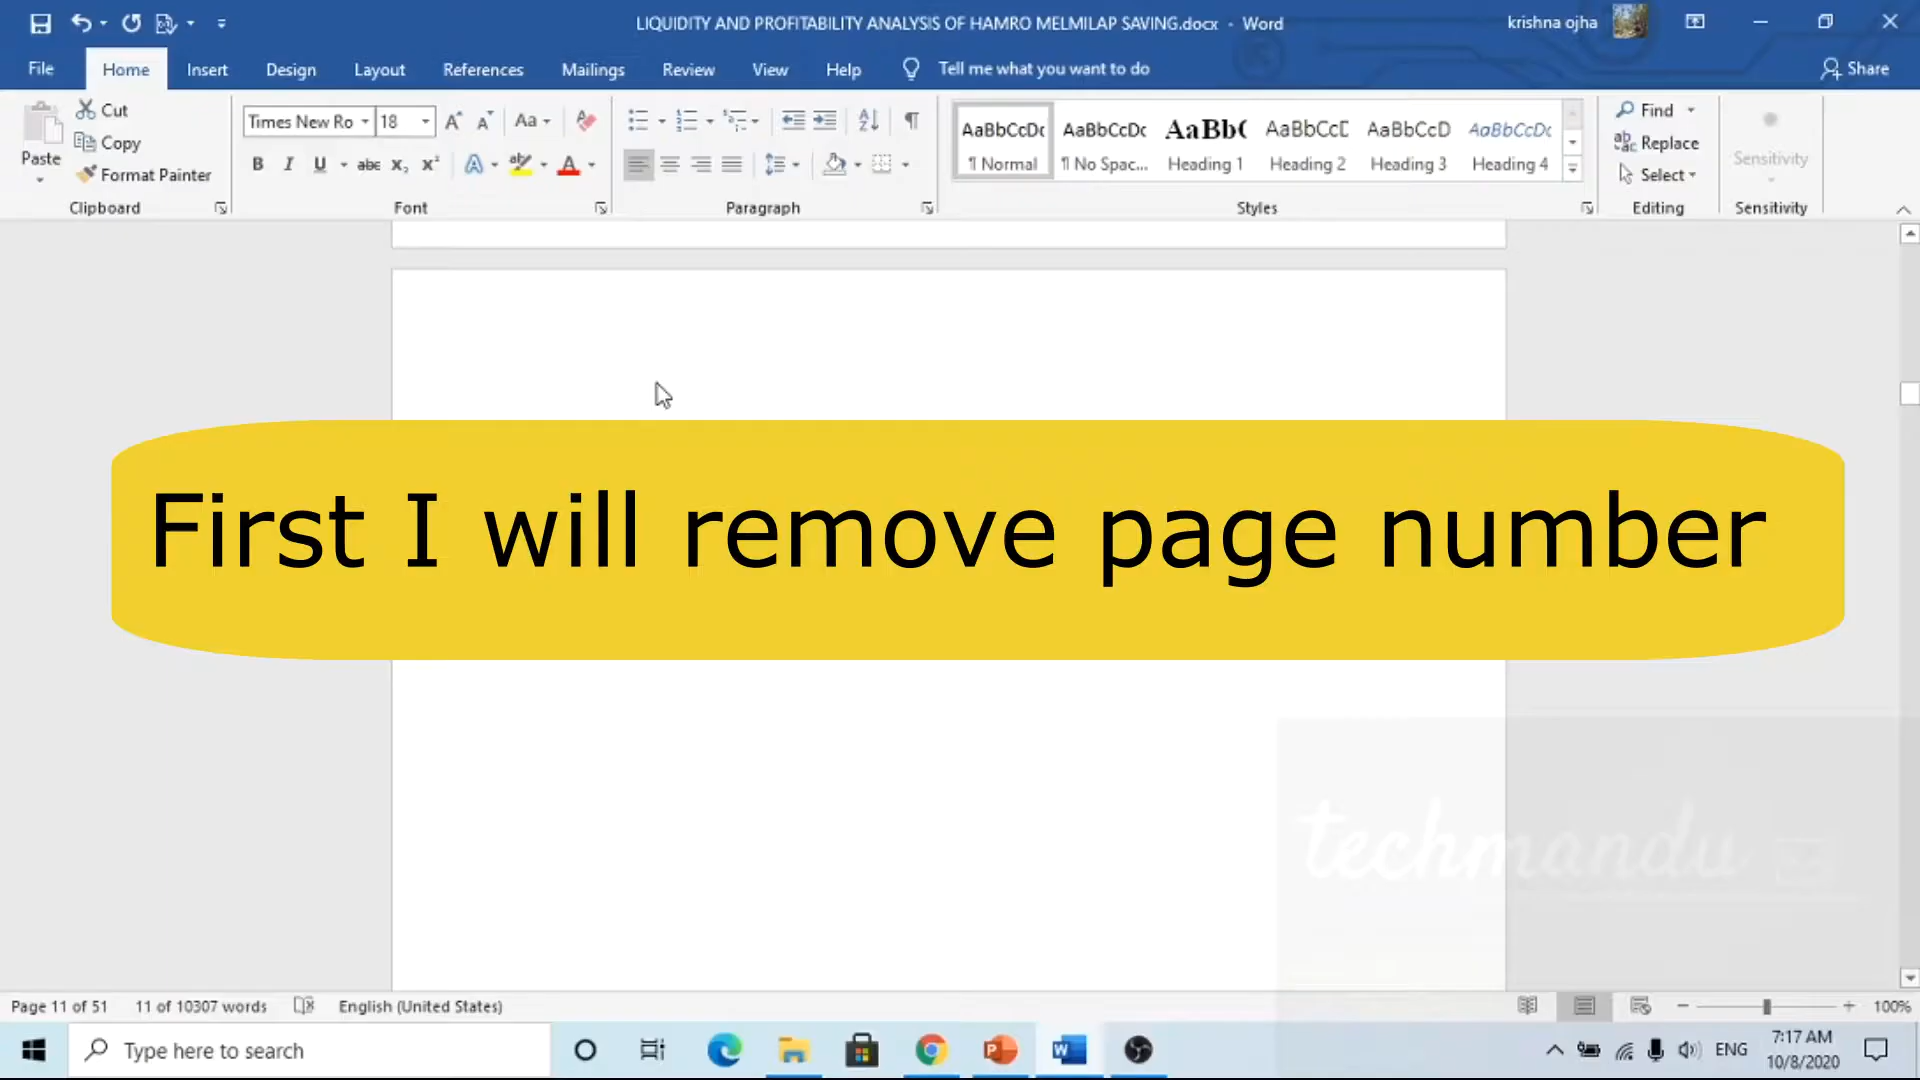 LIQUIDITY AND PROFITABILITY ANALYSIS OF HAMRO MELMILAP SAVING.docx - Word
krishna ojha
File Home Insert Design Layout References Mailings Review View Help Tell me what you want to do Share
Paste
Cut
Copy
Format Painter
Clipboard
Times New Ro 18
Font
Paragraph
AaBbCcDc AaBbCcDc AaBb( AaBbCcE AaBbCcD AaBbCcDc
¶ Normal ¶ No Spac... Heading 1 Heading 2 Heading 3 Heading 4
Styles
Find
Replace
Select
Editing
Sensitivity
Sensitivity
First I will remove page number
techmandu
Page 11 of 51 11 of 10307 words English (United States) 100%
Type here to search
ENG
7:17 AM
10/8/2020